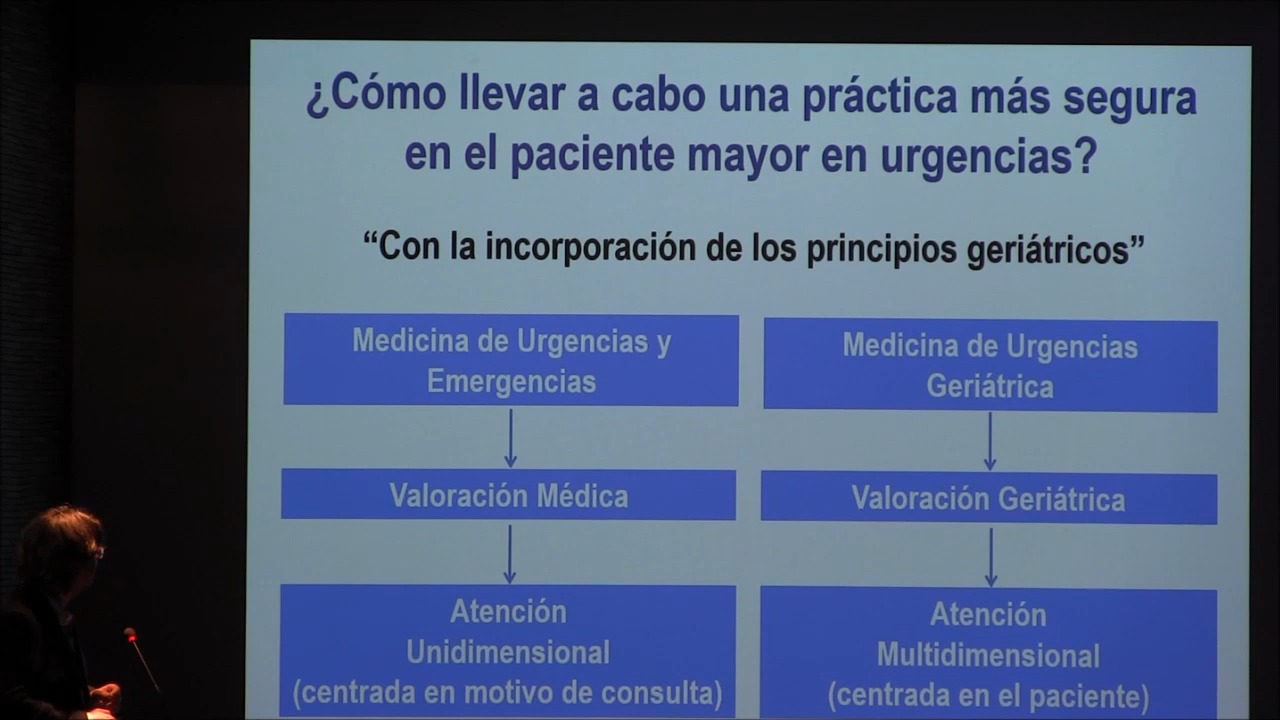 ¿Cómo llevar a cabo una práctica más segura
en el paciente mayor en urgencias?
“Con la incorporación de los principios geriátricos”
Medicina de Urgencias y
Emergencias
Valoración Médica
Atención
Unidimensional
(centrada en motivo de consulta)
Medicina de Urgencias
Geriátrica
Valoración Geriátrica
Atención
Multidimensional
(centrada en el paciente)